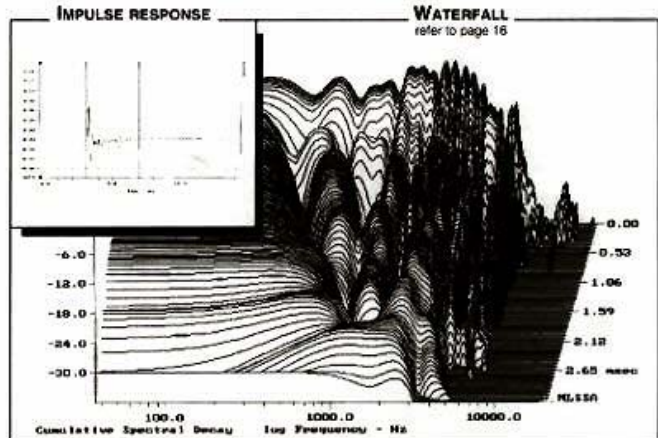 IMPULSE RESPONSE
WATERFALL
refer to page 16
0.00
-6.0
0.53
-12.0
1.06
-18.0
1.59
-24.0
2.12
-30.0
2.65 msec
MLSSA
100.0 1000.0 10000.0
Cumulative Spectral Decay log Frequency - Hz